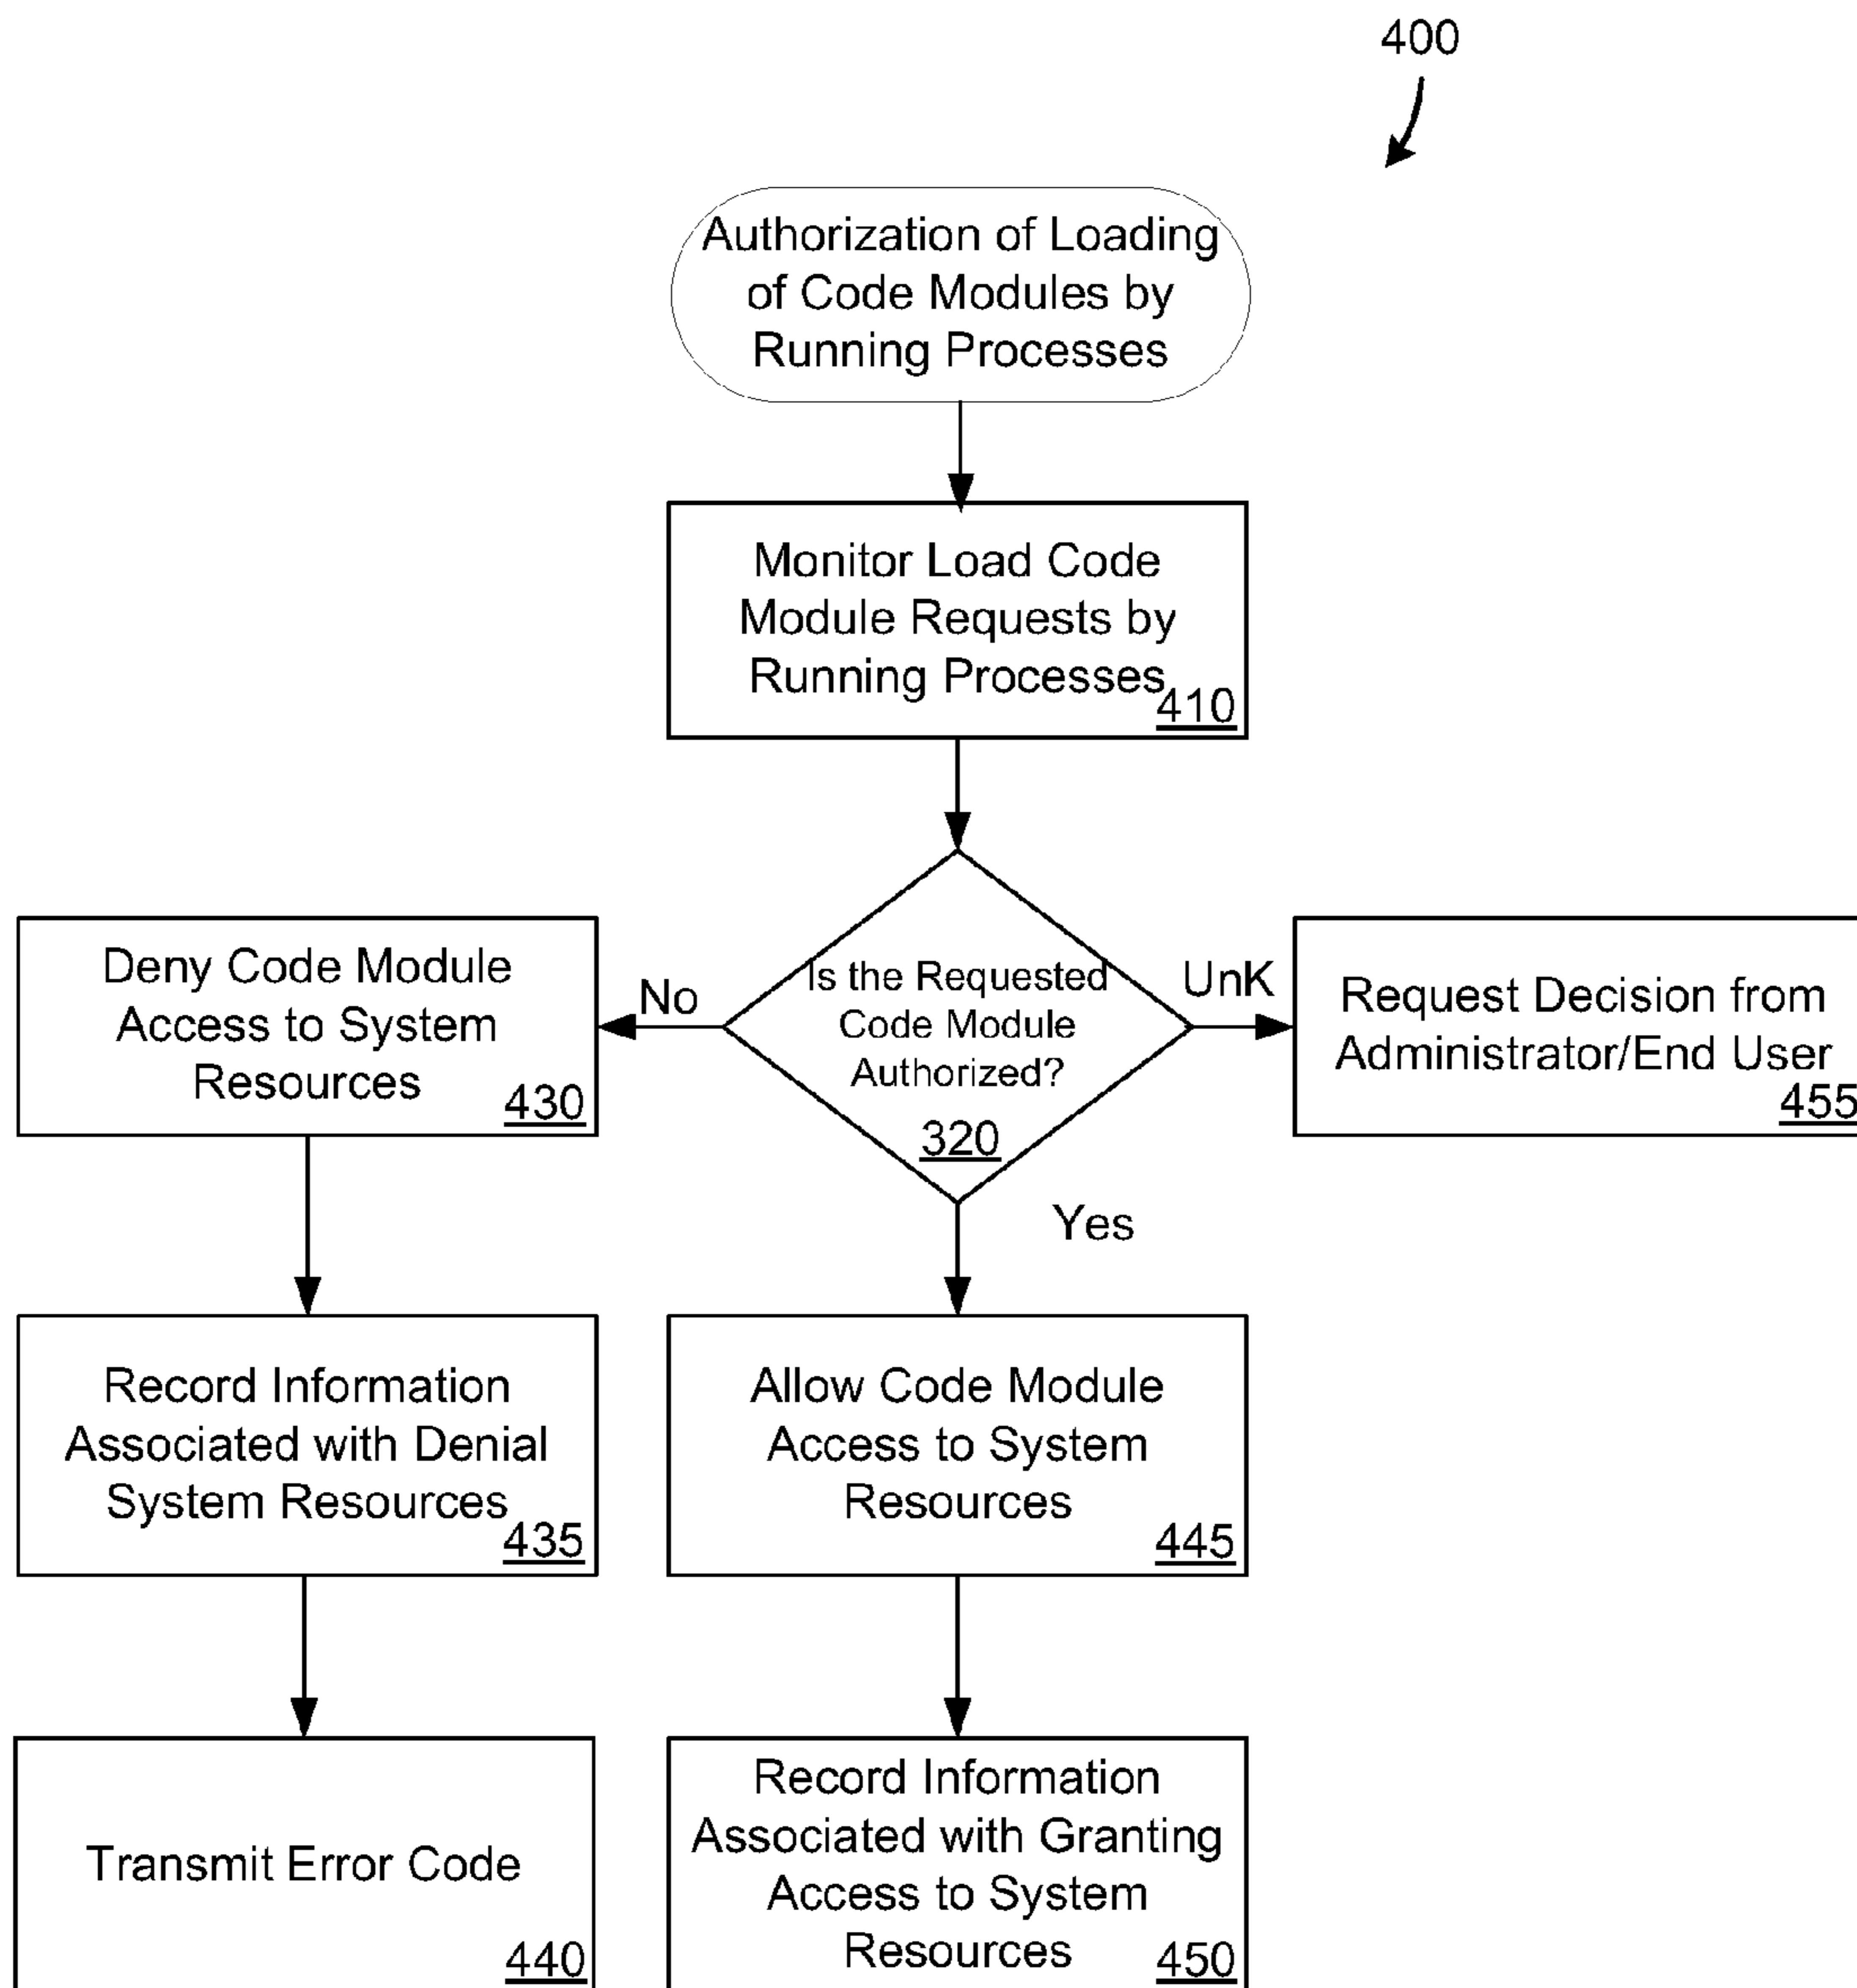 400
Authorization of Loading
of Code Modules by
Running Processes
Monitor Load Code
Module Requests by
Running Processes
410
Is the Requested
Code Module
Authorized?
320
No
UnK
Yes
Deny Code Module
Access to System
Resources
430
Request Decision from
Administrator/End User
455
Record Information
Associated with Denial
System Resources
435
Allow Code Module
Access to System
Resources
445
Transmit Error Code
440
Record Information
Associated with Granting
Access to System
Resources
450